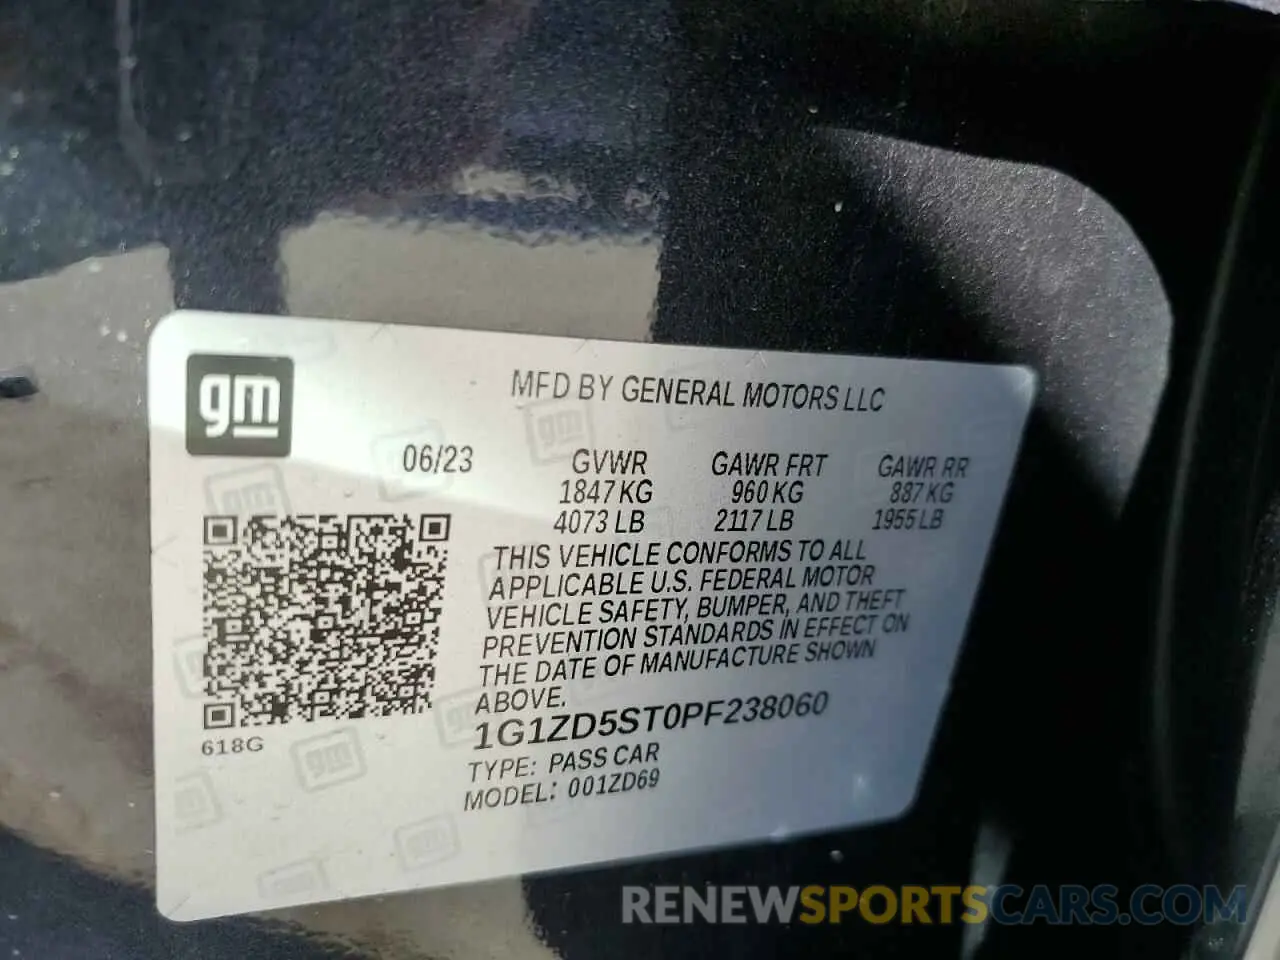 gm
MFD BY GENERAL MOTORS LLC
06/23 GVWR GAWR FRT GAWR RR
1847 KG 960 KG 887 KG
4073 LB 2117 LB 1955 LB
THIS VEHICLE CONFORMS TO ALL
APPLICABLE U.S. FEDERAL MOTOR
VEHICLE SAFETY, BUMPER, AND THEFT
PREVENTION STANDARDS IN EFFECT ON
THE DATE OF MANUFACTURE SHOWN
ABOVE.
1G1ZD5ST0PF238060
TYPE: PASS CAR
MODEL: 001ZD69
618G
RENEWSPORTSCARS.COM